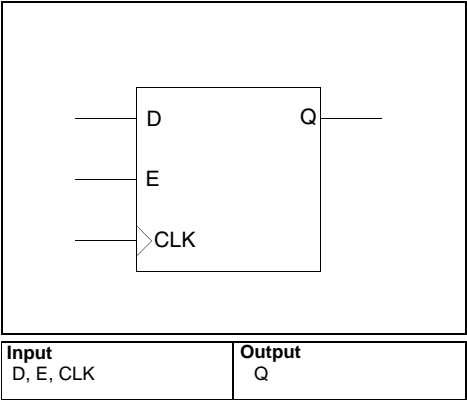 D Q
E
CLK
Input Output
D, E, CLK Q